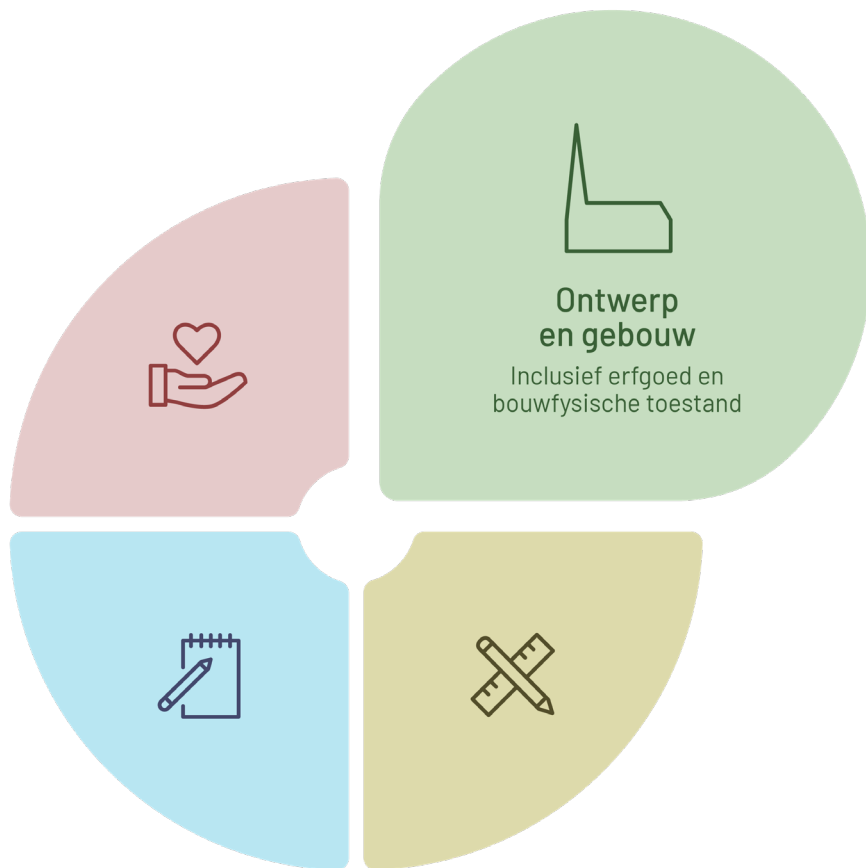 Ontwerp
en gebouw
Inclusief erfgoed en
bouwfysische toestand